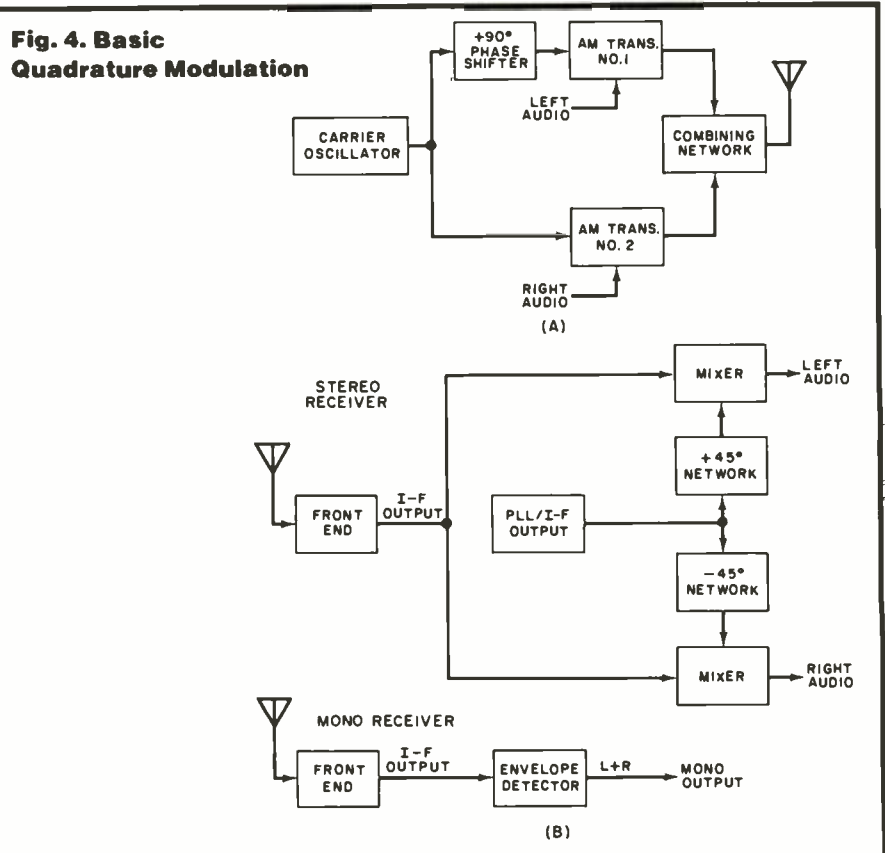 Fig. 4. Basic
Quadrature Modulation
+90°
PHASE
SHIFTER
AM TRANS.
NO.1
LEFT
AUDIO
CARRIER
OSCILLATOR
COMBINING
NETWORK
AM TRANS.
NO. 2
RIGHT
AUDIO
(A)
STEREO
RECEIVER
MIXER
LEFT
AUDIO
+45°
NETWORK
I-F
OUTPUT
FRONT
END
PLL/I-F
OUTPUT
-45°
NETWORK
MIXER
RIGHT
AUDIO
MONO RECEIVER
I-F
OUTPUT
FRONT
END
ENVELOPE
DETECTOR
L+R
MONO
OUTPUT
(B)